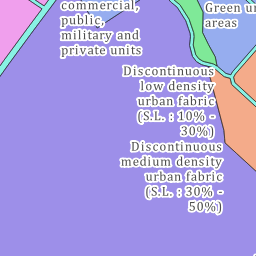 commercial,
public,
military and
private units
Green
areas
Discontinuous
low density
urban fabric
(S.L. : 10% -
30%)
Discontinuous
medium density
urban fabric
(S.L. : 30% -
50%)